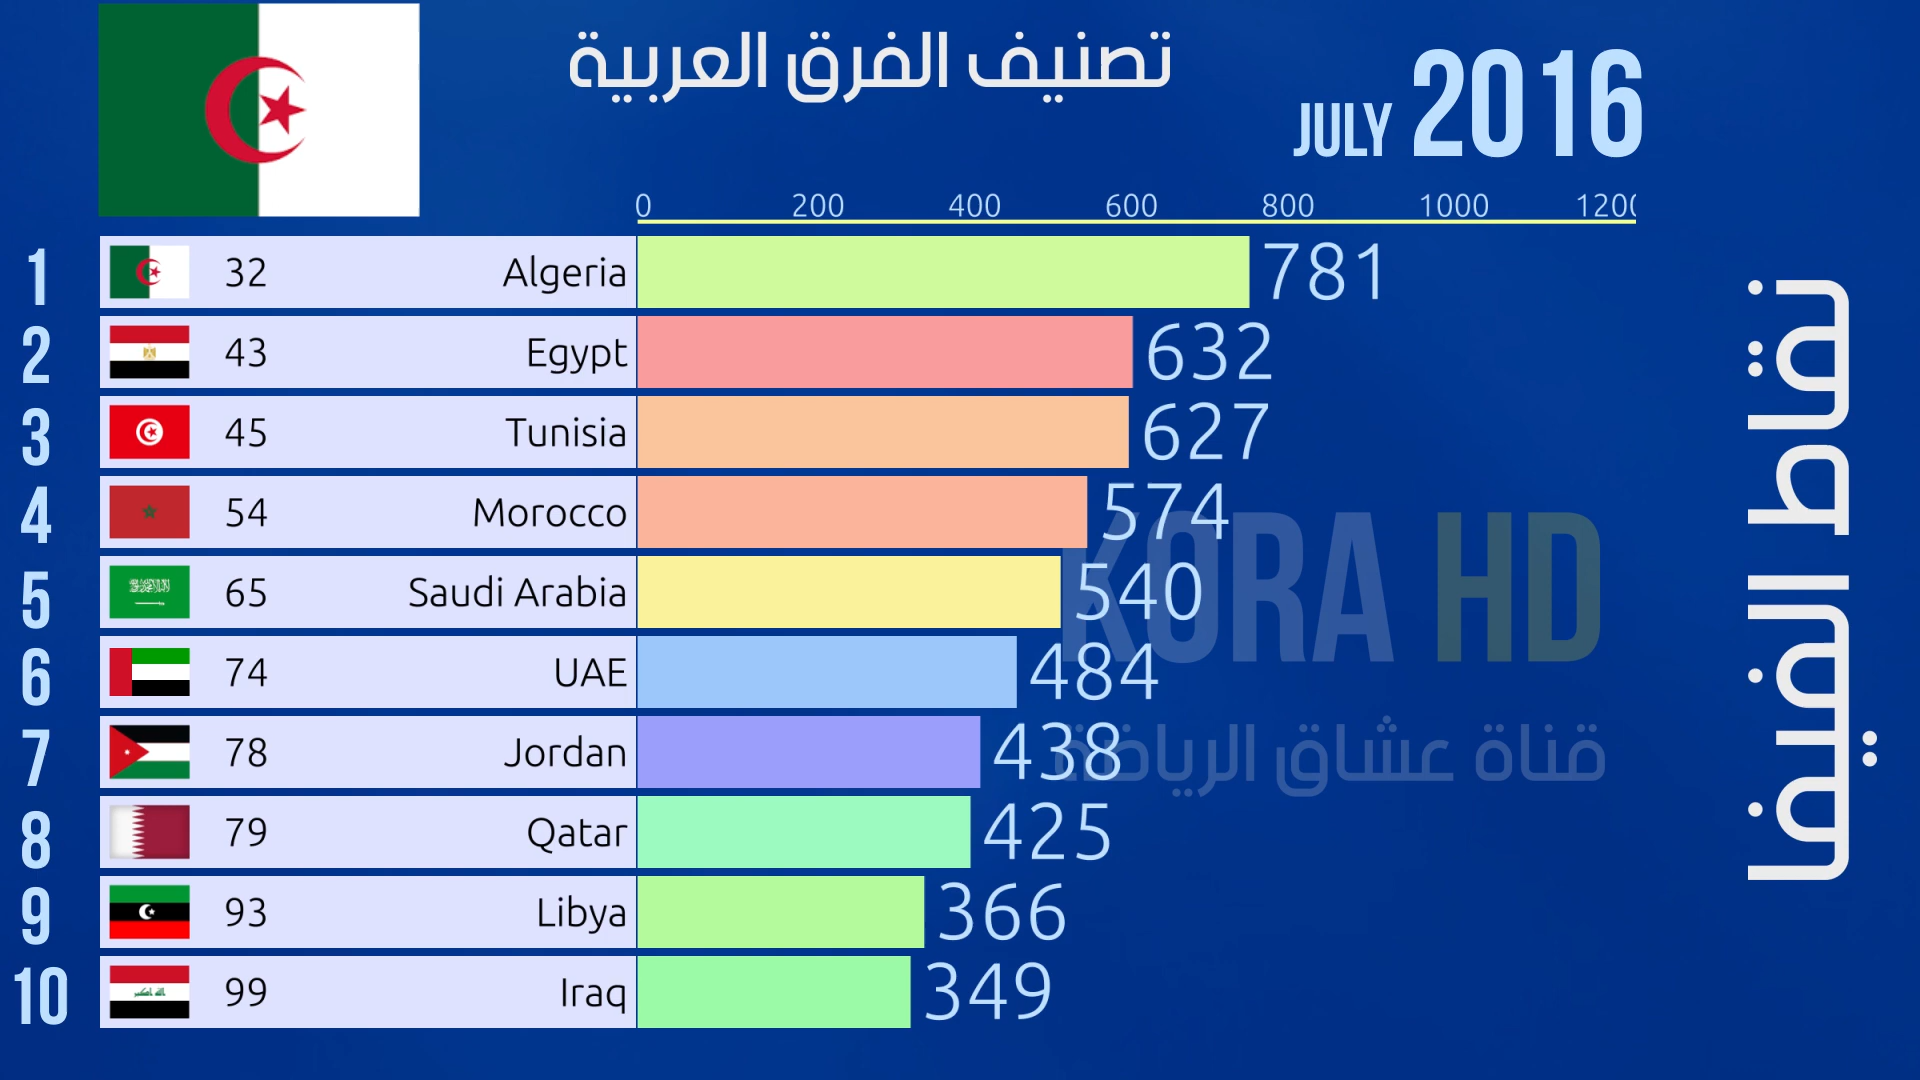 تصنيف الفرق العربية
JULY 2016
0 200 400 600 800 1000 1200
1 32 Algeria 781
2 43 Egypt 632
3 45 Tunisia 627
4 54 Morocco 574
5 65 Saudi Arabia 540
6 74 UAE 484
7 78 Jordan 438
8 79 Qatar 425
9 93 Libya 366
10 99 Iraq 349
نقاط الفيفا
KORA HD
قناة عشاق الرياضة